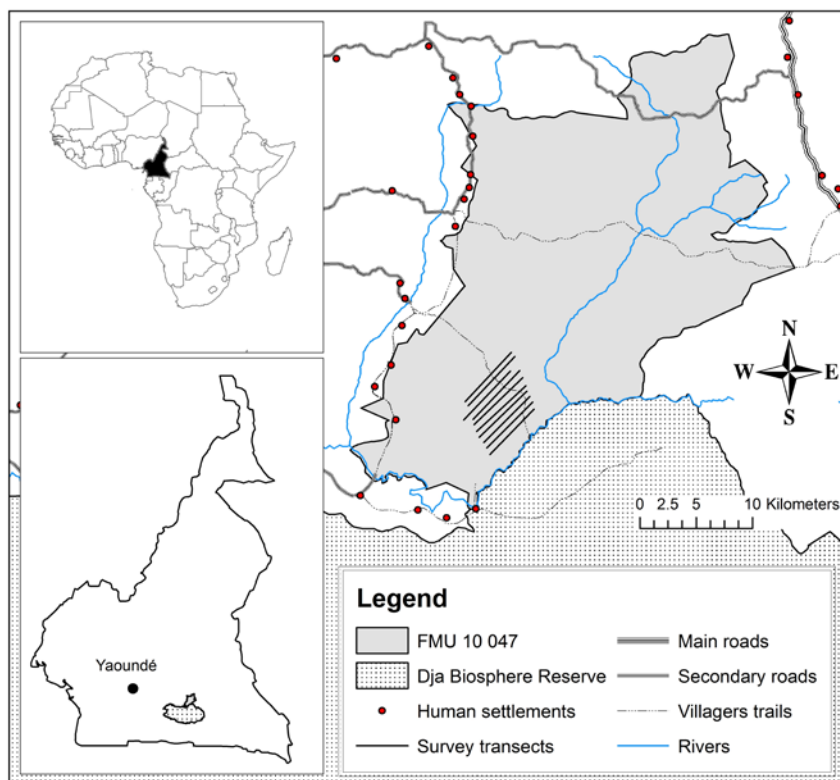 N
W E
S
0 2.5 5 10 Kilometers
Yaoundé
Legend
FMU 10 047
Dja Biosphere Reserve
Human settlements
Survey transects
Main roads
Secondary roads
Villagers trails
Rivers